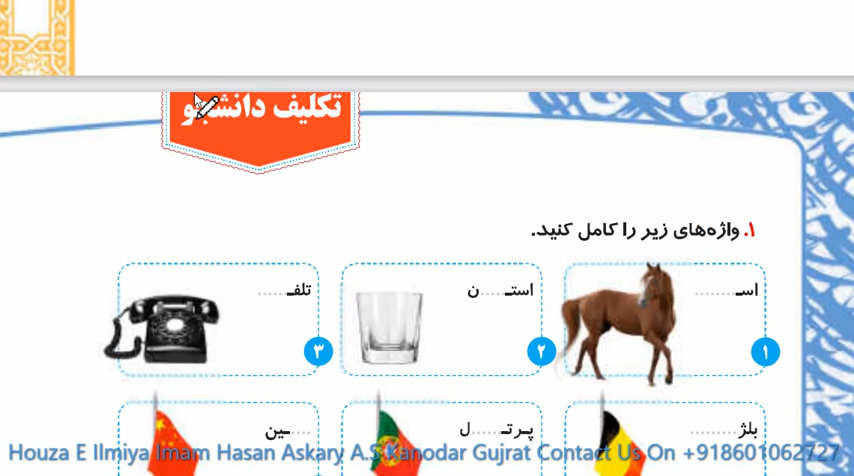 تکلیف دانشجو
۱. واژه‌های زیر را کامل کنید.
اسـ........
استـ.....ن
تلفـ......
۱
۲
۳
بلژ.........
پـرتـ......ل
.....ـین
Houza E Ilmiya Imam Hasan Askary A.S Kanodar Gujrat Contact Us On +918601062727